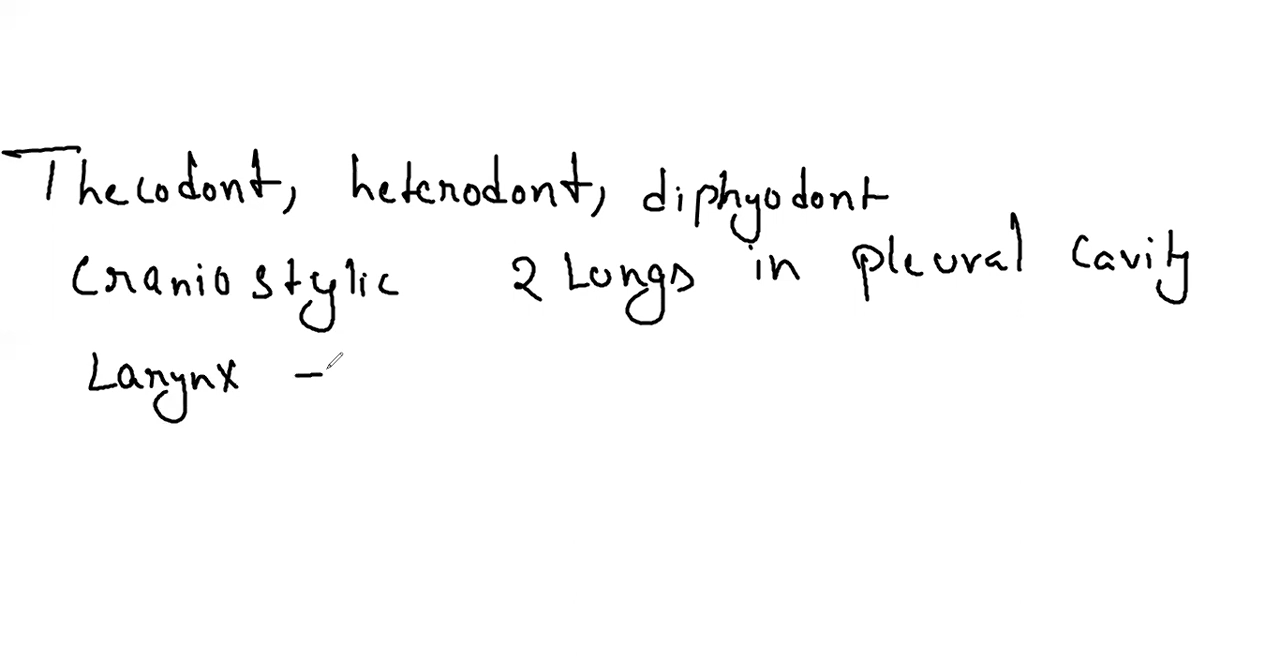 Thecodont, heterodont, diphyodont
Craniostylic 2 Lungs in pleural Cavity
Larynx -